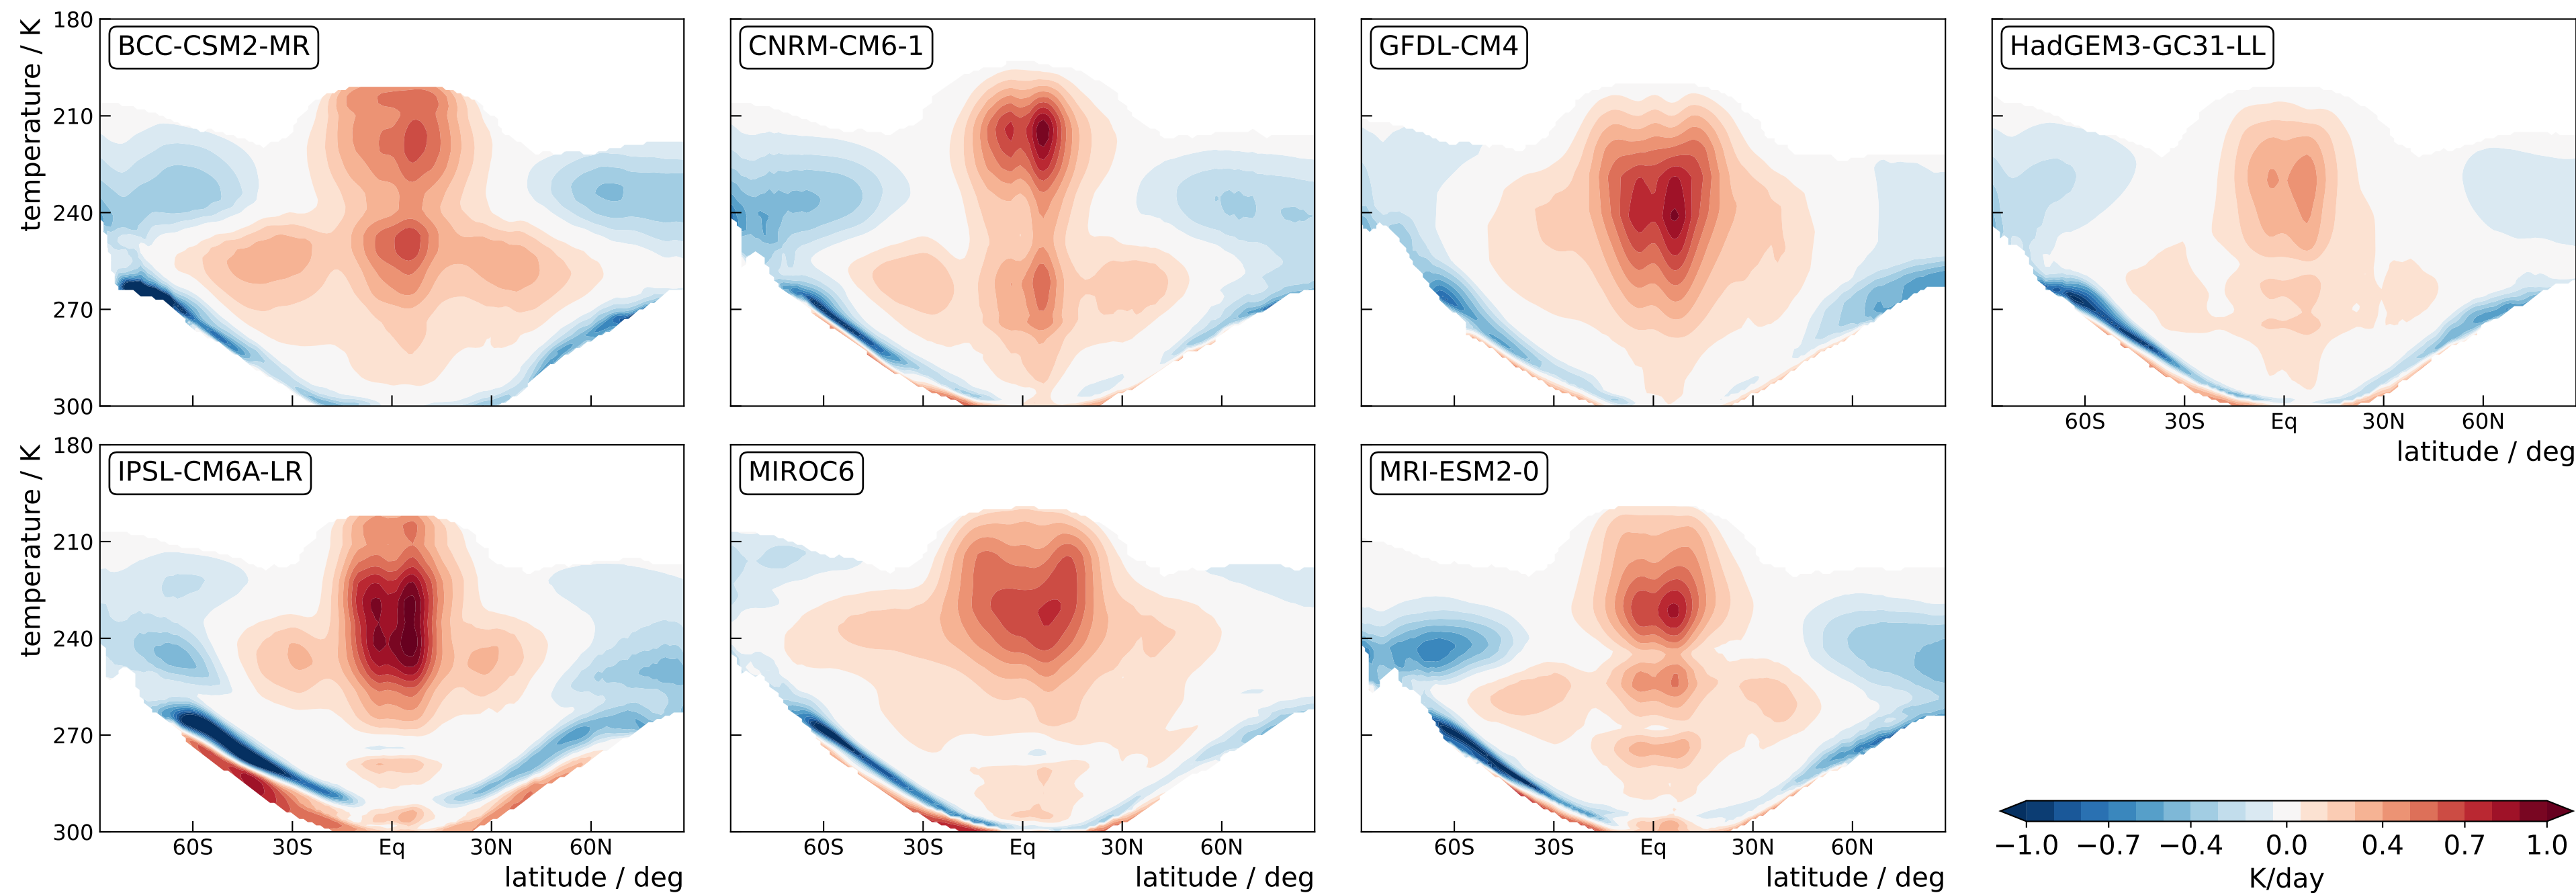 BCC-CSM2-MR
temperature / K
180
210
240
270
300
CNRM-CM6-1
GFDL-CM4
HadGEM3-GC31-LL
60S 30S Eq 30N 60N
latitude / deg
IPSL-CM6A-LR
temperature / K
180
210
240
270
300
60S 30S Eq 30N 60N
latitude / deg
MIROC6
60S 30S Eq 30N 60N
latitude / deg
MRI-ESM2-0
60S 30S Eq 30N 60N
latitude / deg
−1.0 −0.7 −0.4 0.0 0.4 0.7 1.0
K/day